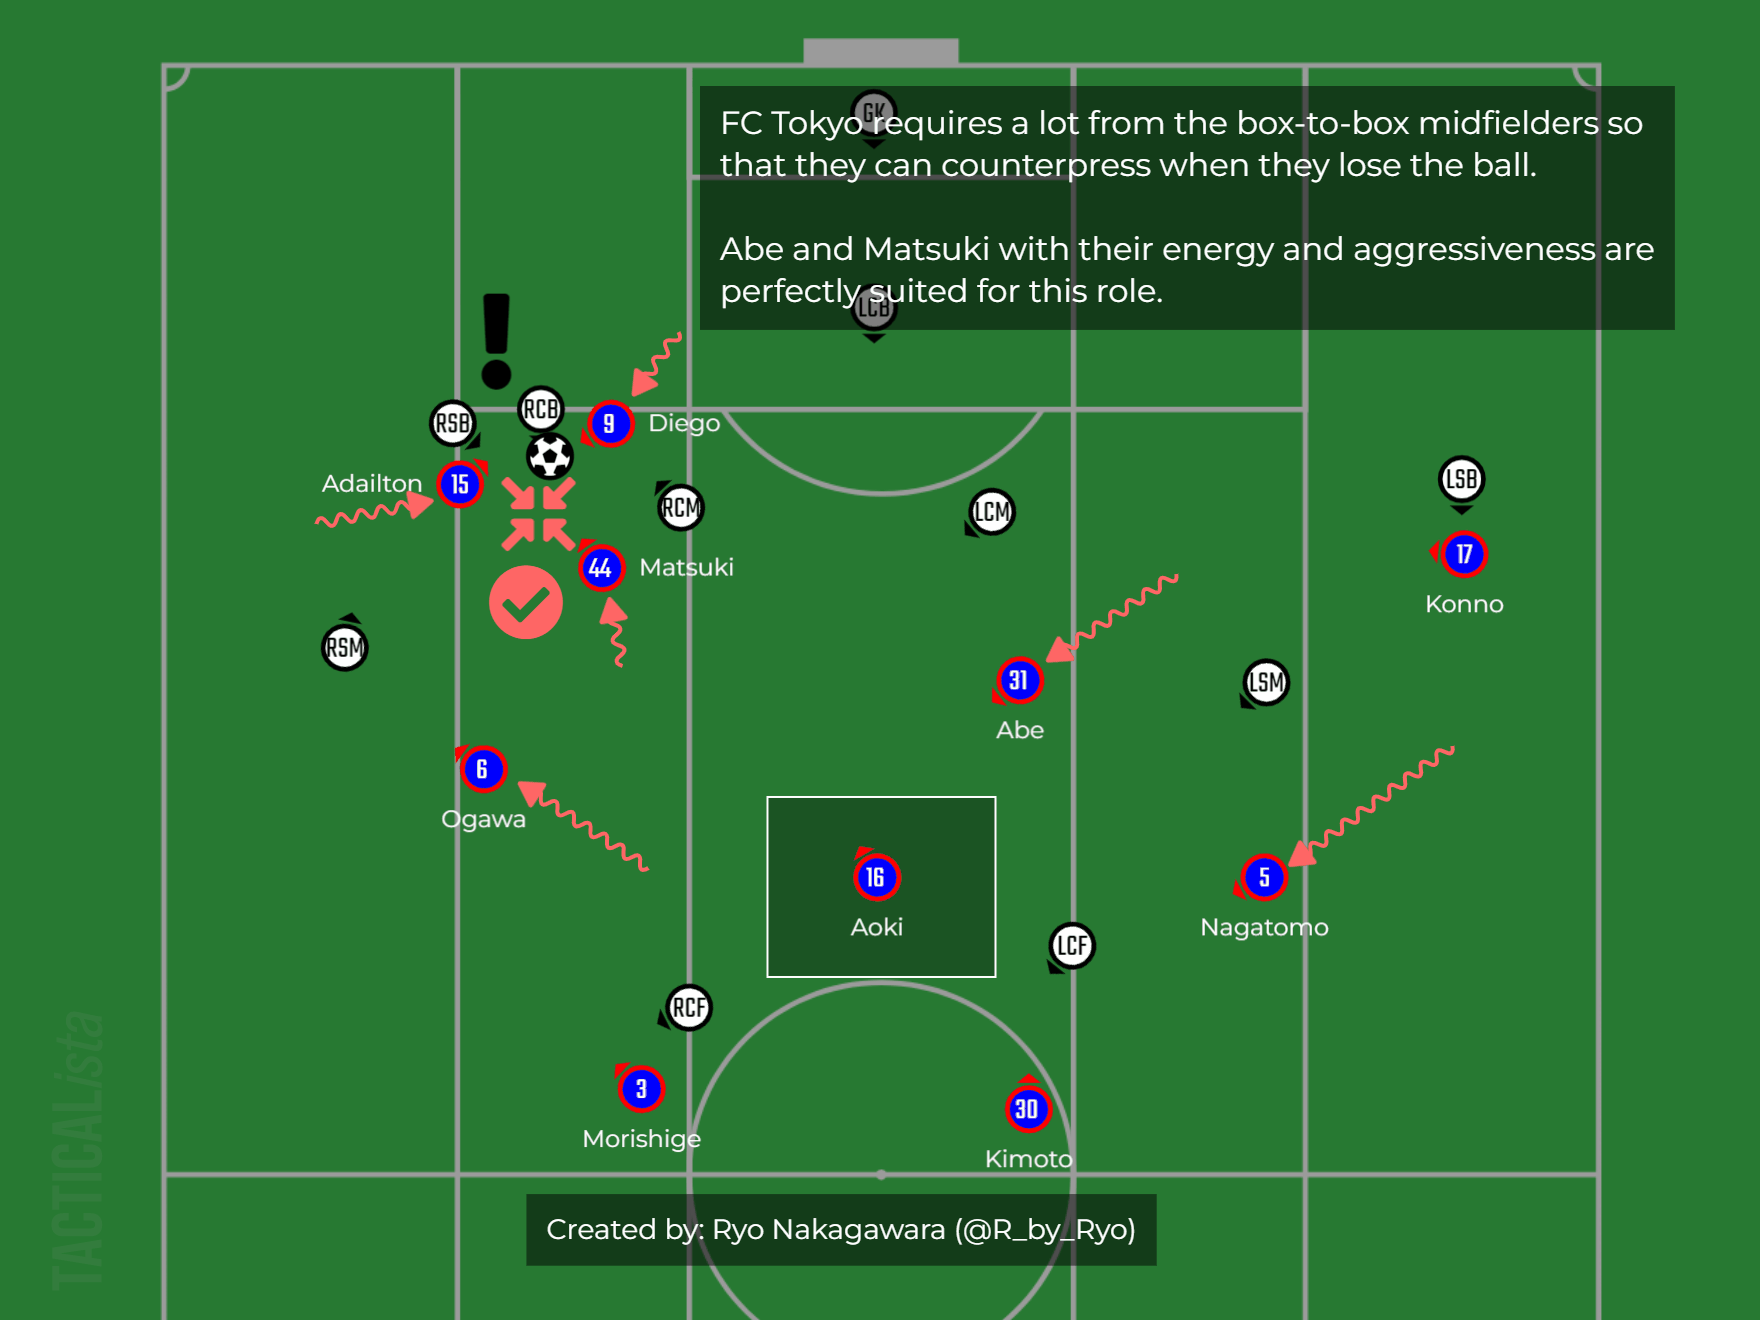 GK
FC Tokyo requires a lot from the box-to-box midfielders so
that they can counterpress when they lose the ball.
Abe and Matsuki with their energy and aggressiveness are
perfectly suited for this role.
LCB
!
RSB
RCB
9
Diego
Adailton
15
RCM
LCM
LSB
44
Matsuki
17
Konno
RSM
31
Abe
LSM
6
Ogawa
16
Aoki
5
Nagatomo
LCF
RCF
3
Morishige
30
Kimoto
TACTICALista
Created by: Ryo Nakagawara (@R_by_Ryo)